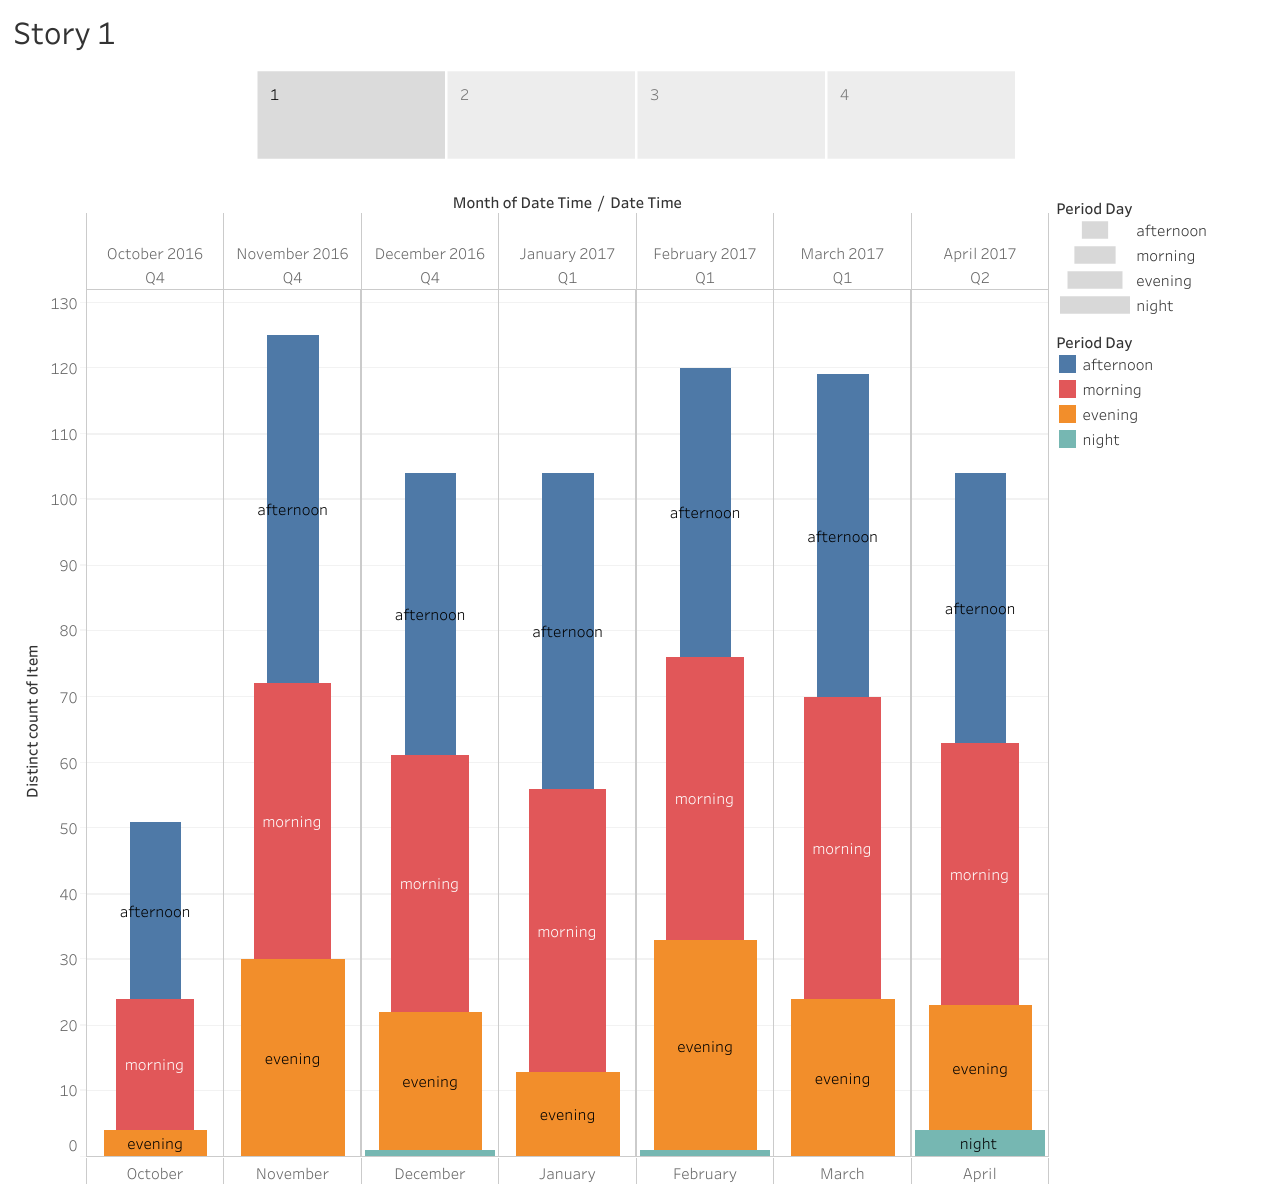 Story 1
1 2 3 4
Month of Date Time / Date Time
October 2016 November 2016 December 2016 January 2017 February 2017 March 2017 April 2017
Q4 Q4 Q4 Q1 Q1 Q1 Q2
Distinct count of Item
130
120
110
100
90
80
70
60
50
40
30
20
10
0
afternoon
morning
evening
afternoon
morning
evening
afternoon
morning
evening
afternoon
morning
evening
afternoon
morning
evening
afternoon
morning
evening
afternoon
morning
evening
night
October November December January February March April
Period Day
afternoon
morning
evening
night
Period Day
afternoon
morning
evening
night